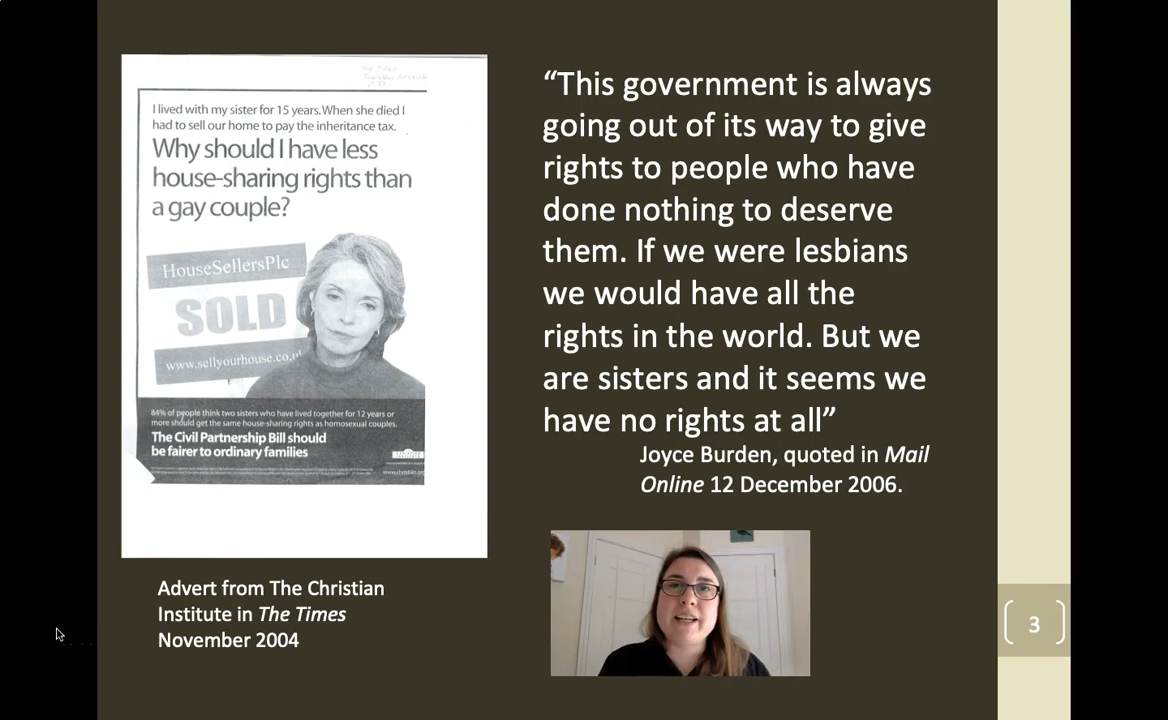 I lived with my sister for 15 years. When she died I
had to sell our home to pay the inheritance tax.
Why should I have less
house-sharing rights than
a gay couple?
HouseSellersPlc
SOLD
www.sellyourhouse.co.u
84% of people think two sisters who have lived together for 12 years or
more should get the same house-sharing rights as homosexual couples.
The Civil Partnership Bill should
be fairer to ordinary families
Advert from The Christian
Institute in The Times
November 2004
“This government is always
going out of its way to give
rights to people who have
done nothing to deserve
them. If we were lesbians
we would have all the
rights in the world. But we
are sisters and it seems we
have no rights at all”
Joyce Burden, quoted in Mail
Online 12 December 2006.
3